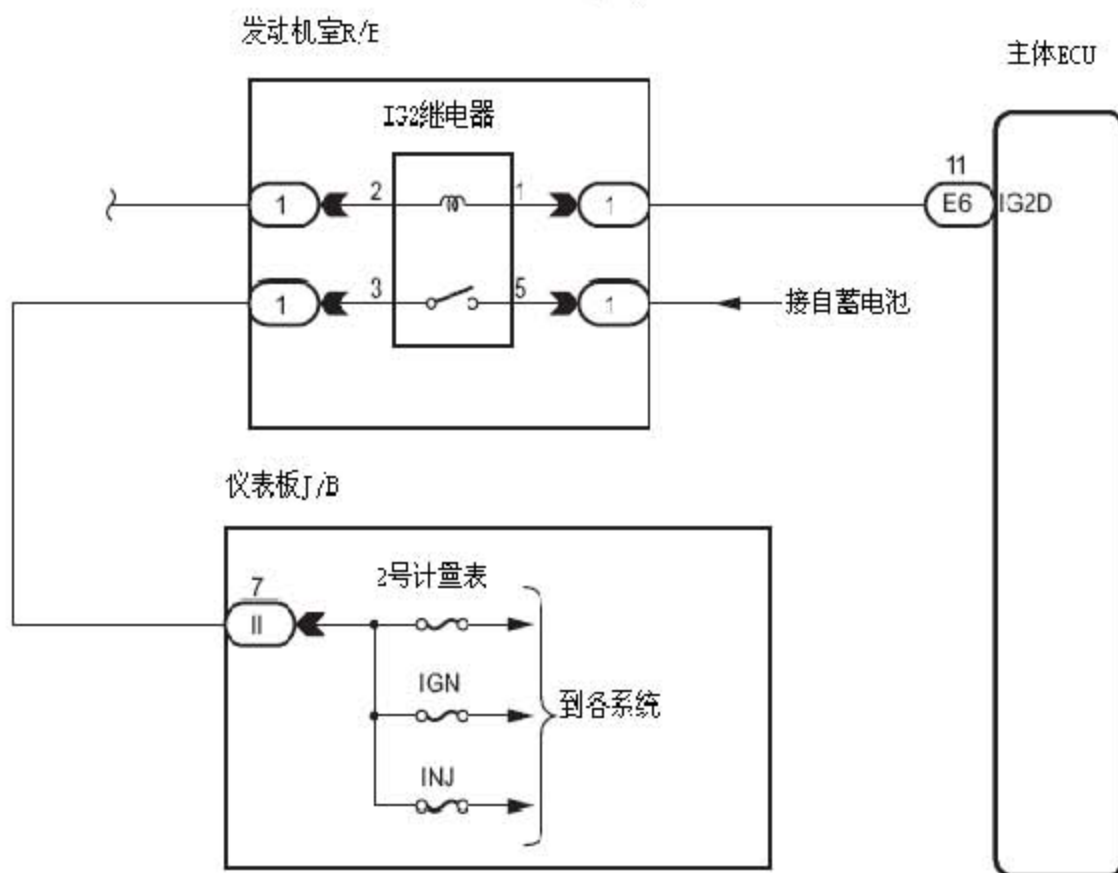 发动机室R/E
主体ECU
IG2继电器
11
1
2
1
1
E6
IG2D
1
3
5
1
接自蓄电池
仪表板J/B
2号计量表
7
II
IGN
到各系统
INJ